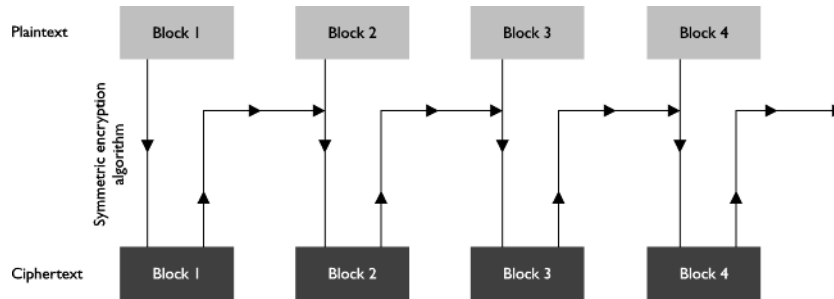 Plaintext
Block 1
Block 2
Block 3
Block 4
Symmetric encryption
algorithm
Ciphertext
Block 1
Block 2
Block 3
Block 4